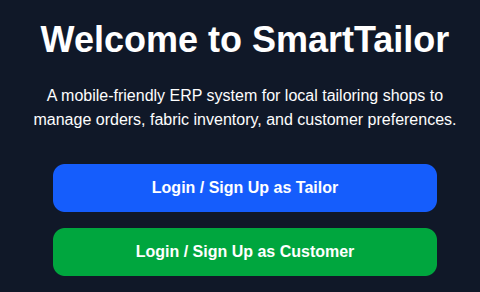 Welcome to SmartTailor
A mobile-friendly ERP system for local tailoring shops to
manage orders, fabric inventory, and customer preferences.
Login / Sign Up as Tailor
Login / Sign Up as Customer